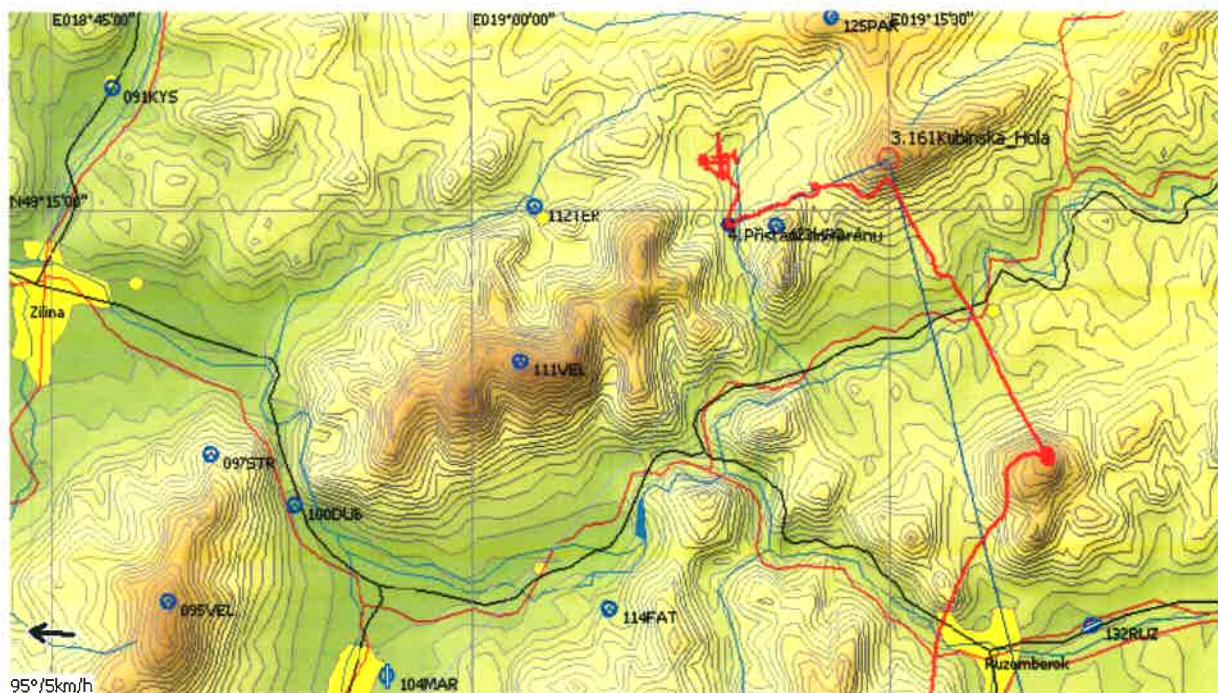 E018°45'00"
E019°00'00"
E019°15'30"
125PAR
091KYS
3.161Kubinska_Hola
N49°15'00"
112TER
Zilina
111VEL
097STR
100DUB
095VEL
114FAT
132RUZ
Ruzomberok
104MAR
95°/5km/h